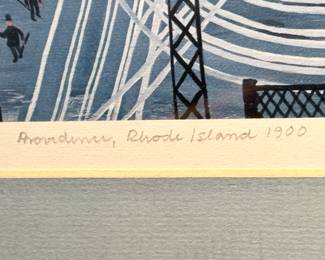 Providence, Rhode Island 1900